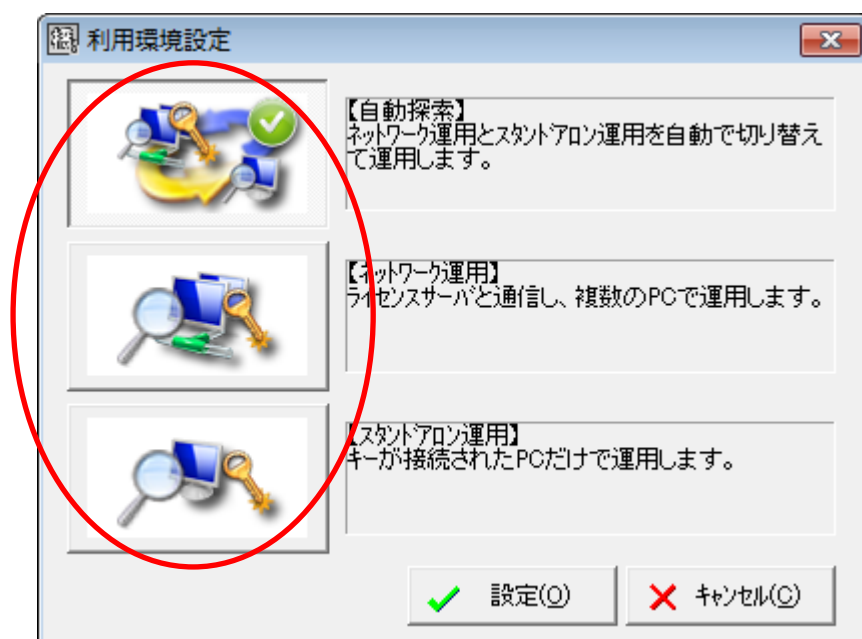 利用環境設定
【自動探索】
ﾈｯﾄﾜｰｸ運用とｽﾀﾝﾄﾞｱﾛﾝ運用を自動で切り替え
て運用します。
【ﾈｯﾄﾜｰｸ運用】
ﾗｲｾﾝｽｻｰﾊﾞと通信し、複数のPCで運用します。
【ｽﾀﾝﾄﾞｱﾛﾝ運用】
ｷｰが接続されたPCだけで運用します。
設定(O)
ｷｬﾝｾﾙ(C)